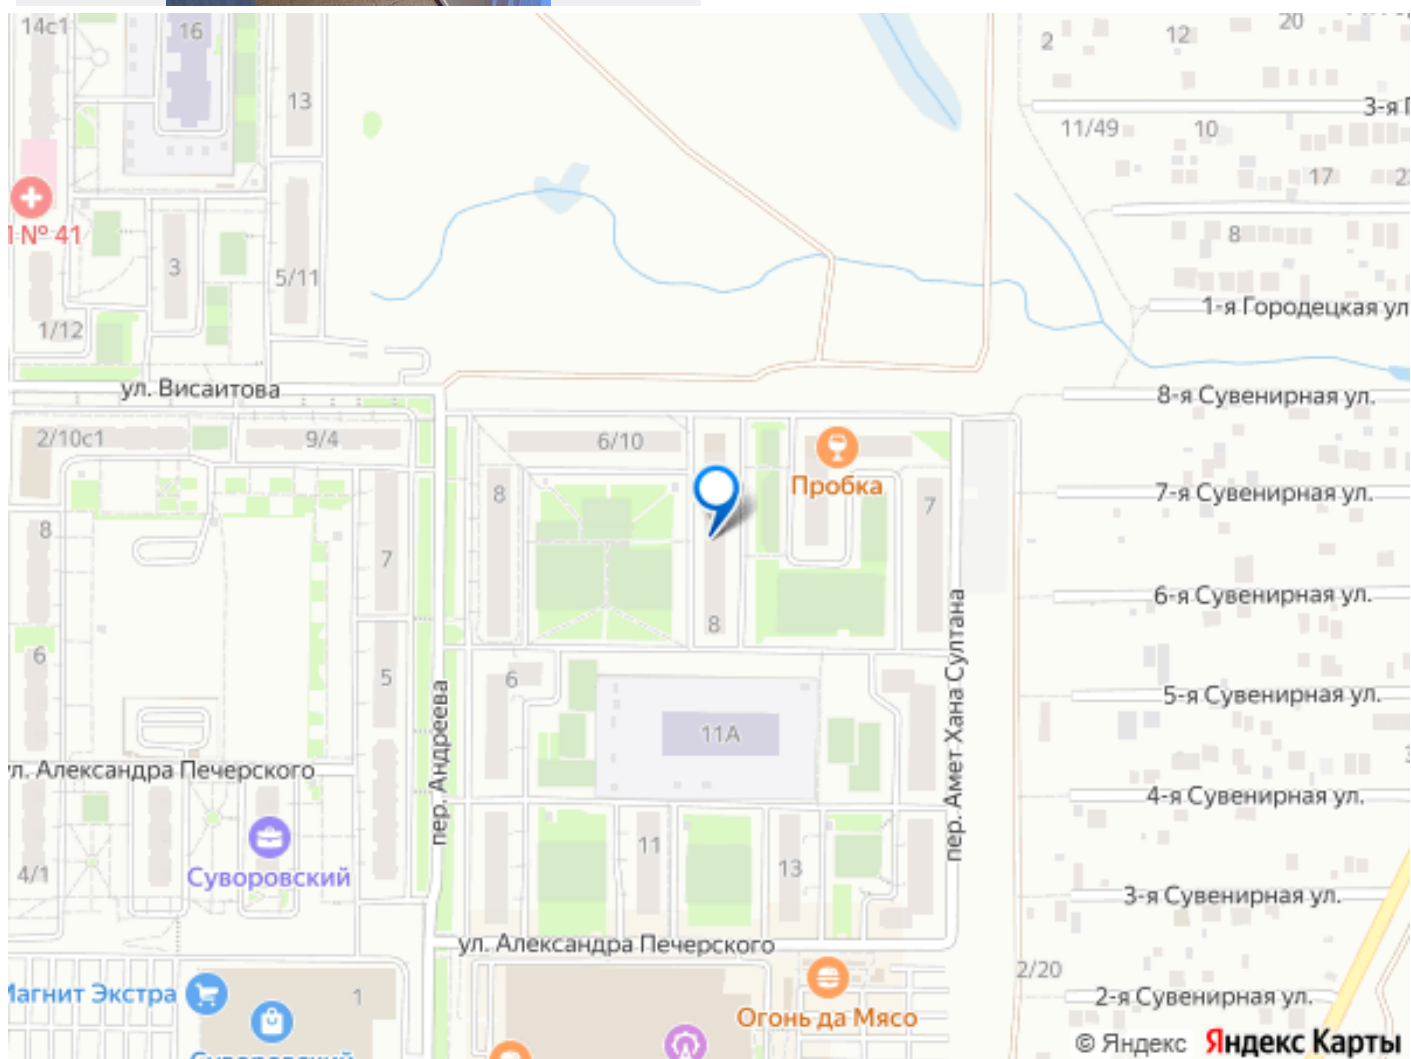 14с1
16
20
2
12
13
3-я Г
11/49
10
17
2
№ 41
8
3
5/11
1/12
1-я Городецкая ул
ул. Висаитова
8-я Сувенирная ул.
2/10с1
9/4
6/10
Пробка
8
7
7-я Сувенирная ул.
8
7
6-я Сувенирная ул.
8
6
5
6
пер. Андреева
пер. Амет Хана Султана
5-я Сувенирная ул.
11А
ул. Александра Печерского
4-я Сувенирная ул.
4/1
Суворовский
11
13
3-я Сувенирная ул.
ул. Александра Печерского
2/20
Магнит Экстра
1
2-я Сувенирная ул.
Огонь да Мясо
Суворовский
© Яндекс Яндекс Карты